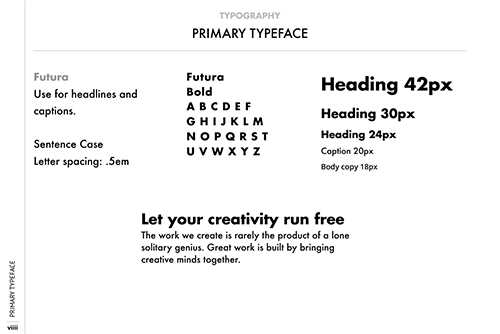 TYPOGRAPHY
PRIMARY TYPEFACE
Futura
Use for headlines and
captions.
Sentence Case
Letter spacing: .5em
Futura
Bold
A B C D E F
G H I J K L M
N O P Q R S T
U V W X Y Z
Heading 42px
Heading 30px
Heading 24px
Caption 20px
Body copy 18px
Let your creativity run free
The work we create is rarely the product of a lone
solitary genius. Great work is built by bringing
creative minds together.
PRIMARY TYPEFACE
viiii